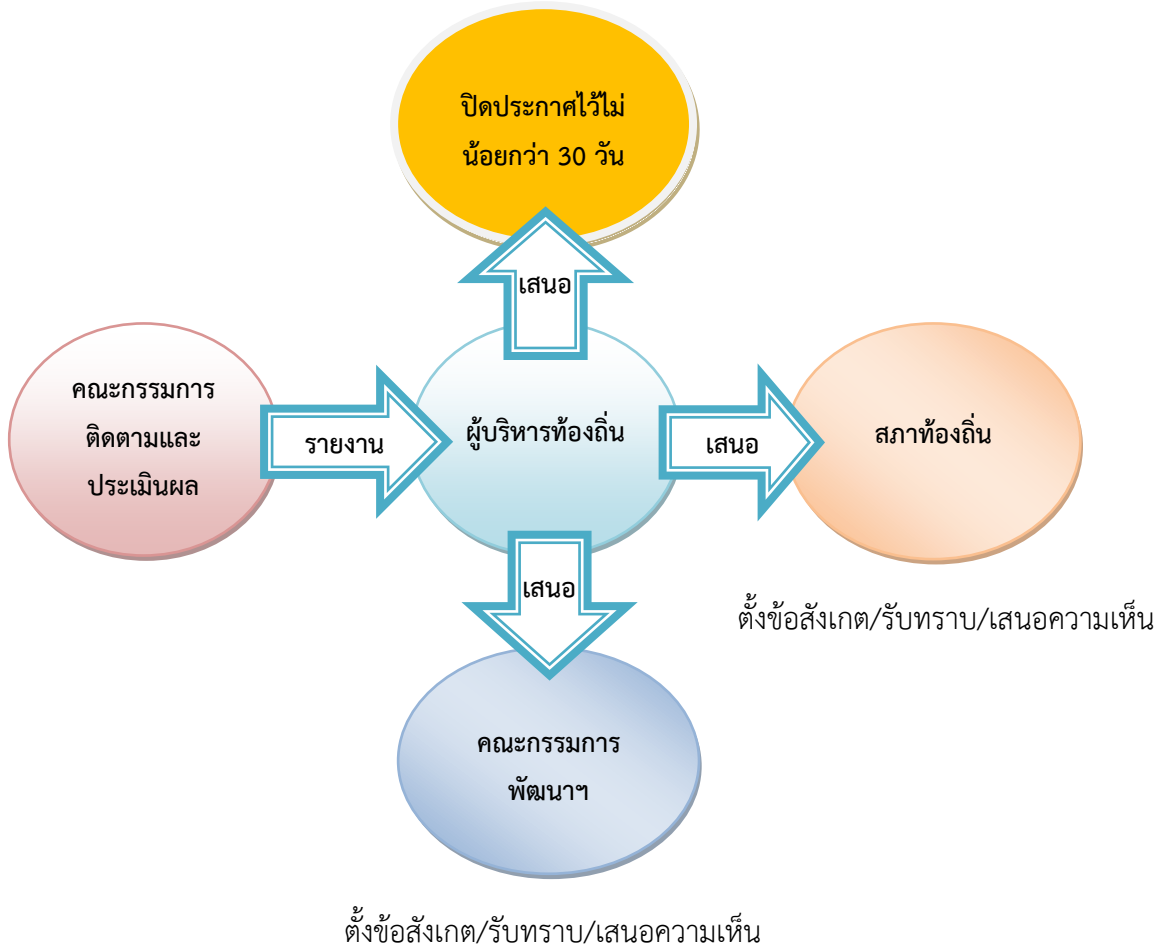 ปิดประกาศไว้ไม่
น้อยกว่า 30 วัน
เสนอ
คณะกรรมการ
ติดตามและ
ประเมินผล
รายงาน
ผู้บริหารท้องถิ่น
เสนอ
สภาท้องถิ่น
เสนอ
ตั้งข้อสังเกต/รับทราบ/เสนอความเห็น
คณะกรรมการ
พัฒนาฯ
ตั้งข้อสังเกต/รับทราบ/เสนอความเห็น